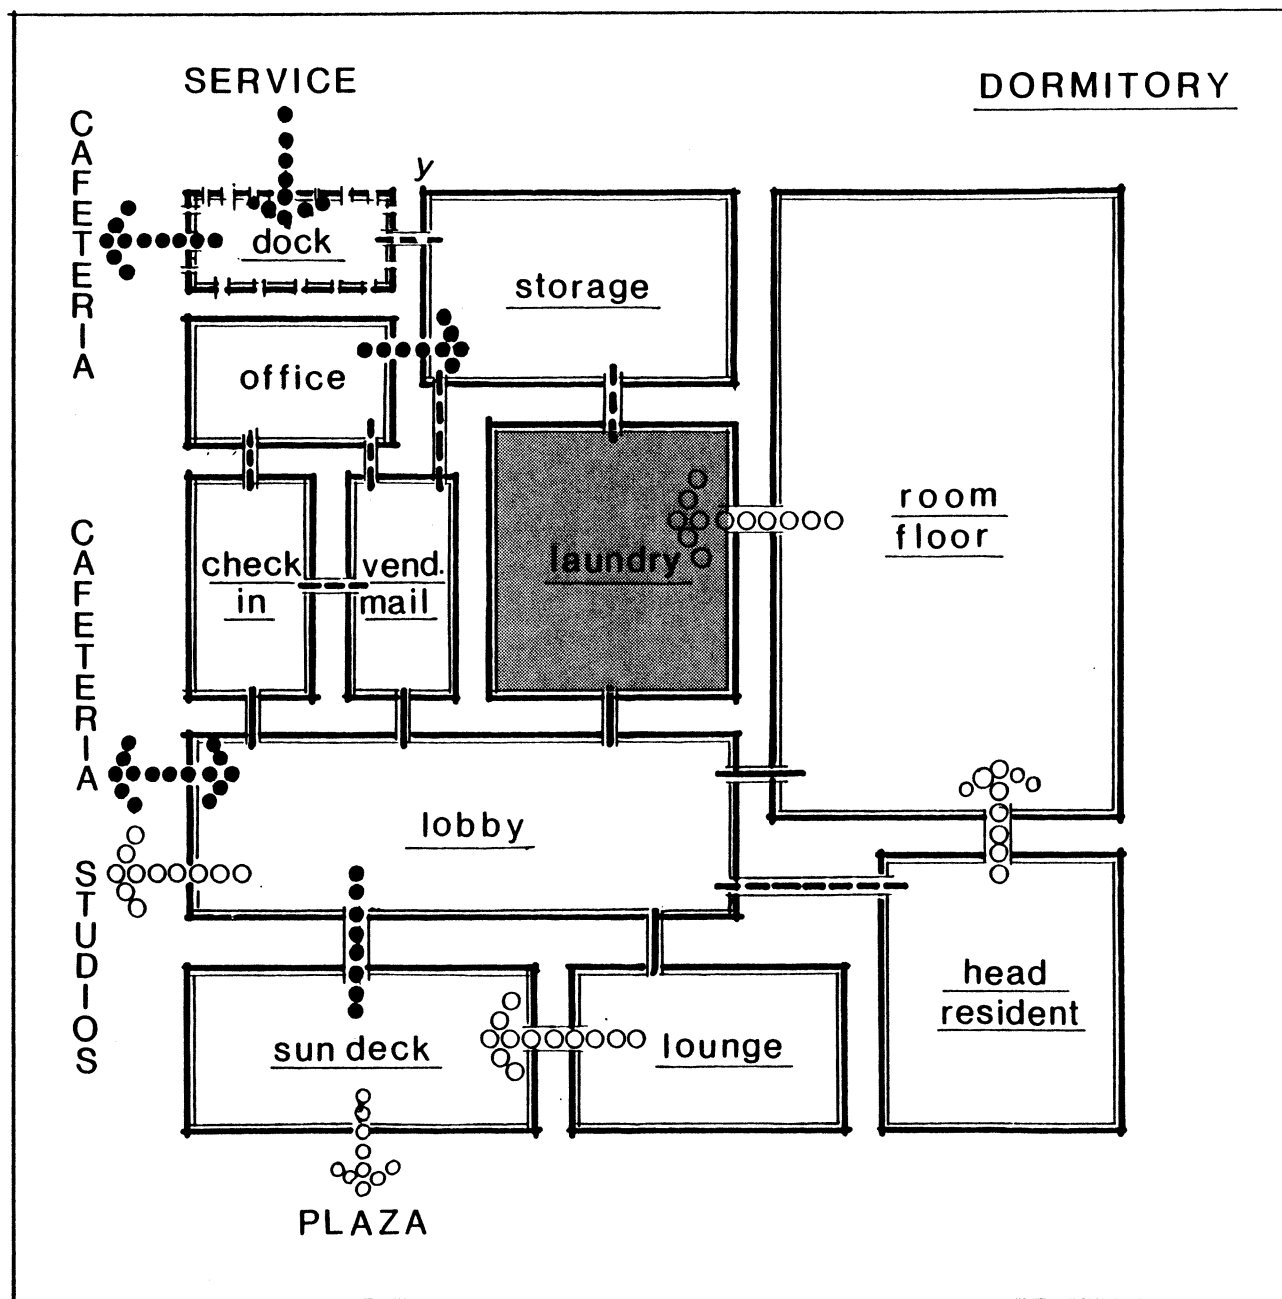 SERVICE
DORMITORY
CAFETERIA
y
dock
storage
office
room
floor
CAFETERIA
check
in
vend.
mail
laundry
lobby
STUDIOS
head
resident
sun deck
lounge
PLAZA